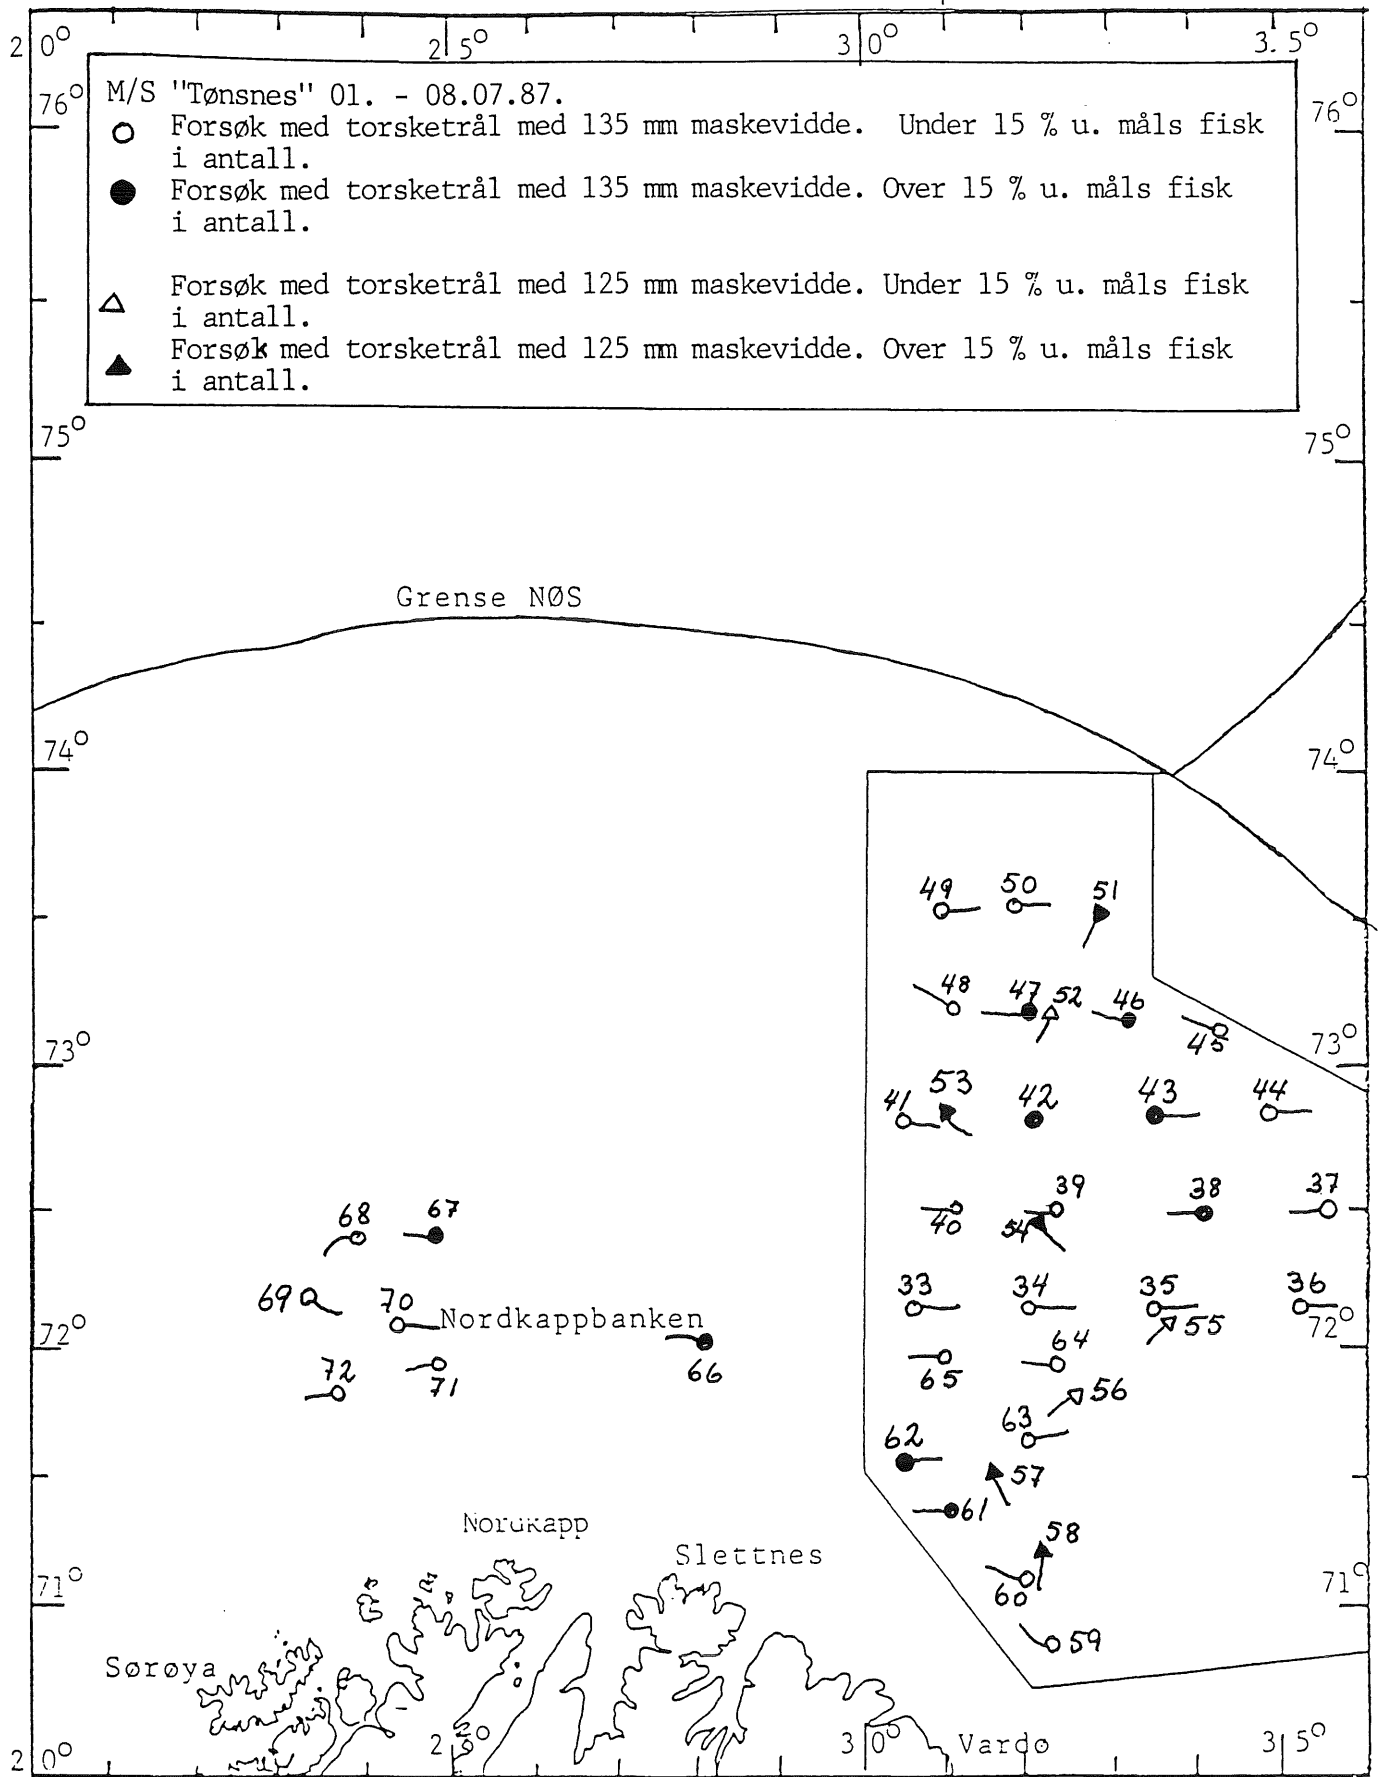 20° 25° 30° 35°
M/S "Tønsnes" 01. - 08.07.87.
76° 76°
Forsøk med torsketrål med 135 mm maskevidde. Under 15 % u. måls fisk
i antall.
Forsøk med torsketrål med 135 mm maskevidde. Over 15 % u. måls fisk
i antall.
Forsøk med torsketrål med 125 mm maskevidde. Under 15 % u. måls fisk
i antall.
Forsøk med torsketrål med 125 mm maskevidde. Over 15 % u. måls fisk
i antall.
75° 75°
Grense NØS
74° 74°
49 50 51
48 47 52 46
45
73° 73°
41 53 42 43 44
40 39 38 37
54
68 67
69 70
33 34 35 36
Nordkappbanken
72° 72°
55
72 71 66
65 64
56
63
62
57
61
Nordkapp
58
Slettnes
71° 71°
60
59
Sørøya
Vardø
20° 25° 30° 35°